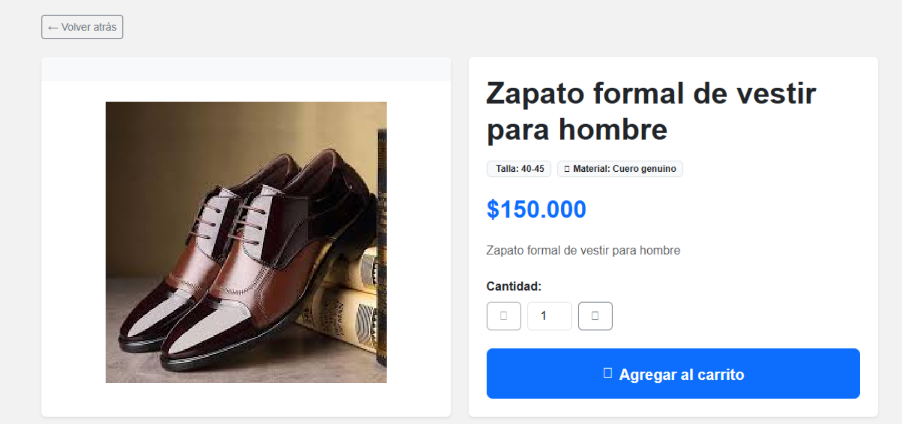 ← Volver atrás
Zapato formal de vestir
para hombre
Talla: 40-45
Material: Cuero genuino
$150.000
Zapato formal de vestir para hombre
Cantidad:
1
Agregar al carrito